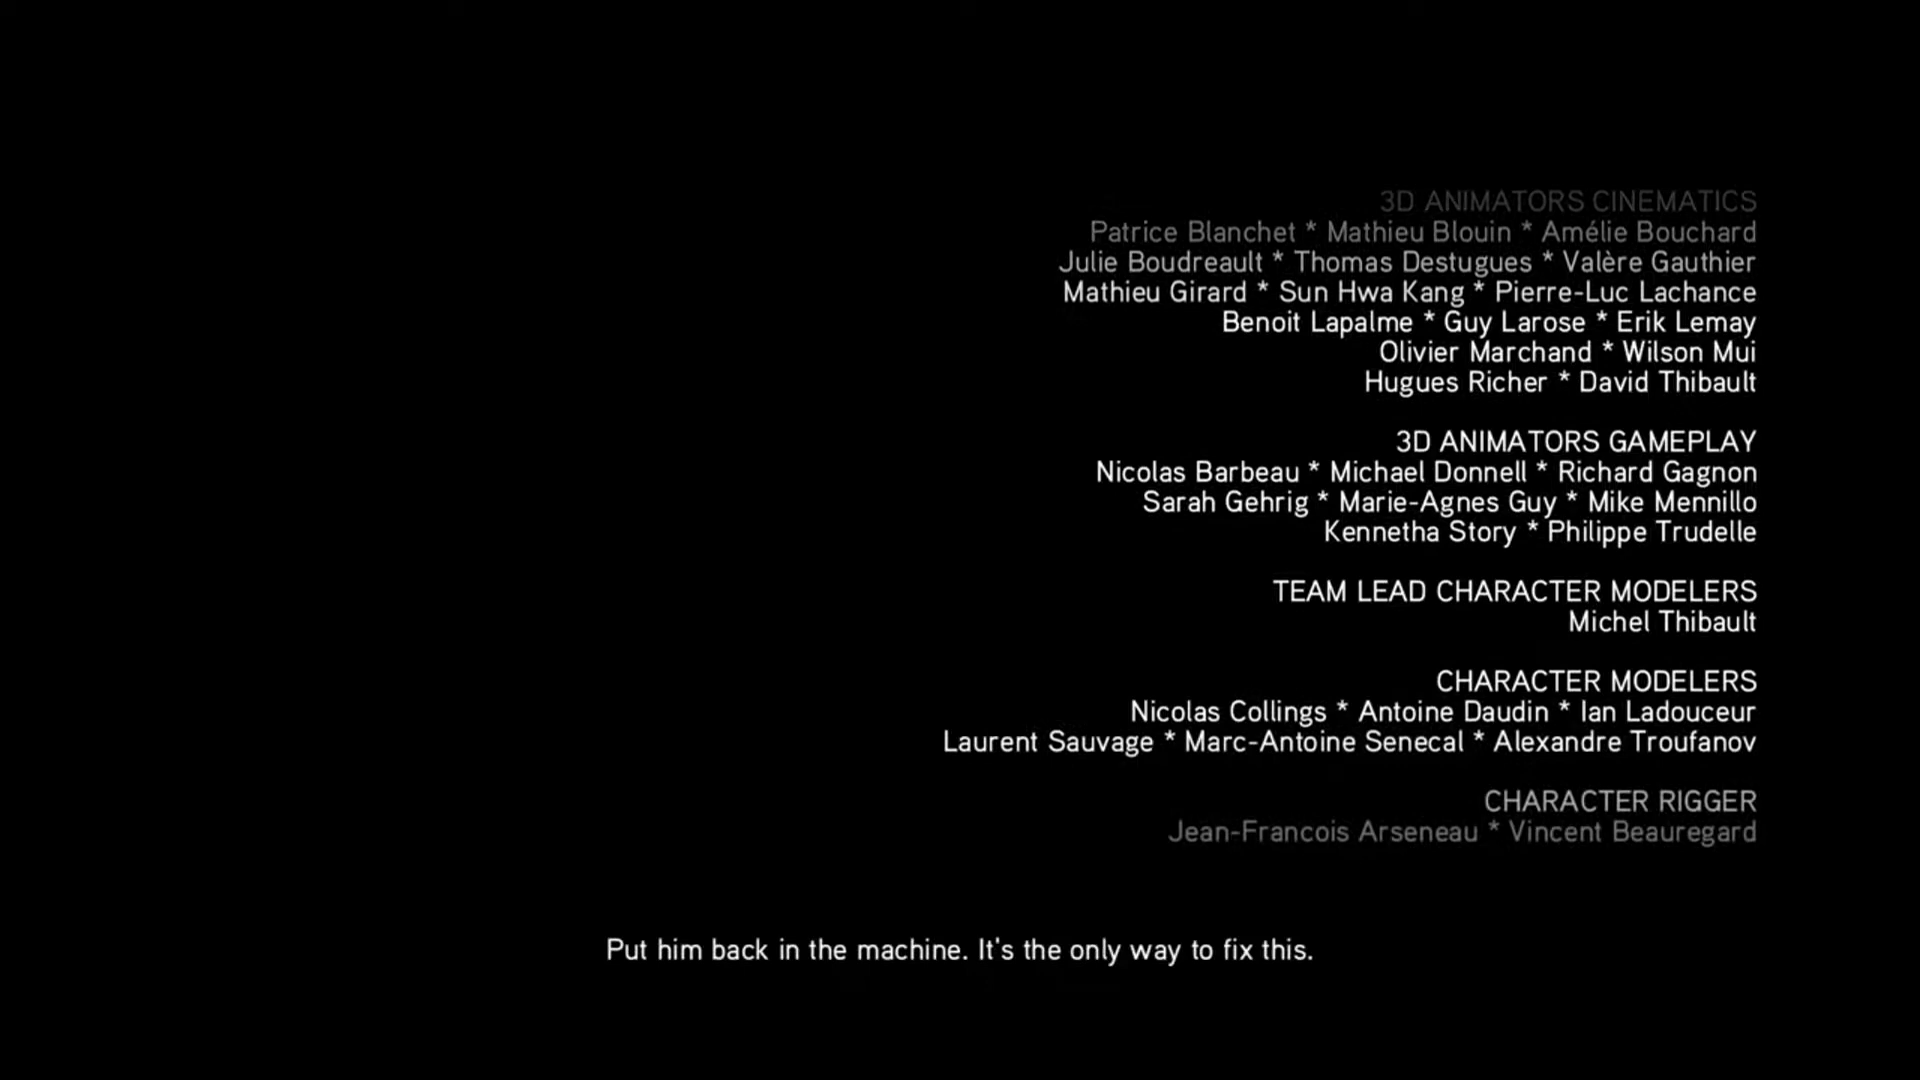 3D ANIMATORS CINEMATICS
Patrice Blanchet * Mathieu Blouin * Amélie Bouchard
Julie Boudreault * Thomas Destugues * Valère Gauthier
Mathieu Girard * Sun Hwa Kang * Pierre-Luc Lachance
Benoit Lapalme * Guy Larose * Erik Lemay
Olivier Marchand * Wilson Mui
Hugues Richer * David Thibault
3D ANIMATORS GAMEPLAY
Nicolas Barbeau * Michael Donnell * Richard Gagnon
Sarah Gehrig * Marie-Agnes Guy * Mike Mennillo
Kennetha Story * Philippe Trudelle
TEAM LEAD CHARACTER MODELERS
Michel Thibault
CHARACTER MODELERS
Nicolas Collings * Antoine Daudin * Ian Ladouceur
Laurent Sauvage * Marc-Antoine Senecal * Alexandre Troufanov
CHARACTER RIGGER
Jean-Francois Arseneau * Vincent Beauregard
Put him back in the machine. It's the only way to fix this.